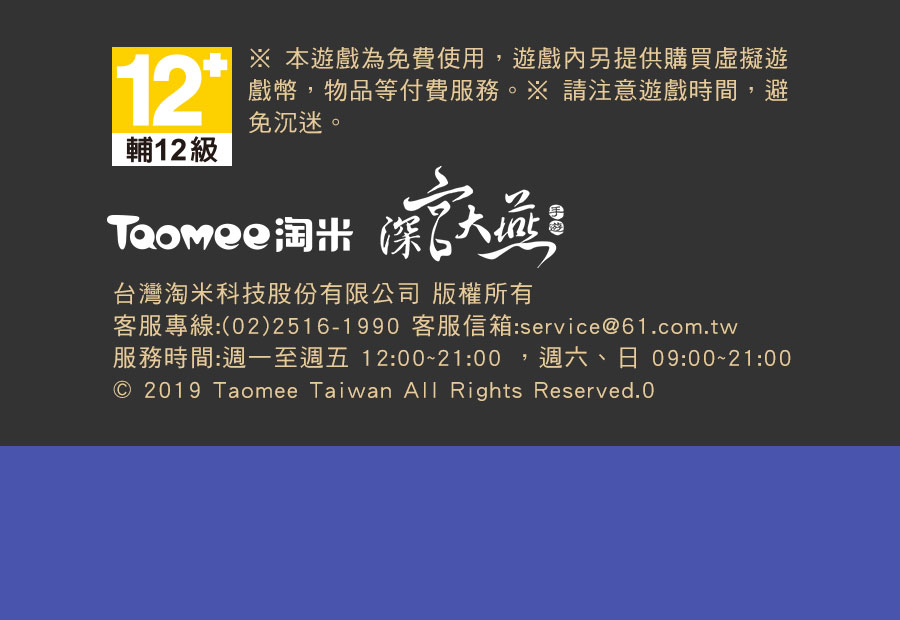 12+
輔12級
※ 本遊戲為免費使用，遊戲內另提供購買虛擬遊
戲幣，物品等付費服務。※ 請注意遊戲時間，避
免沉迷。
Taomee淘米 深宮大燕 手遊
台灣淘米科技股份有限公司 版權所有
客服專線:(02)2516-1990 客服信箱:service@61.com.tw
服務時間:週一至週五 12:00~21:00 ，週六、日 09:00~21:00
© 2019 Taomee Taiwan All Rights Reserved.0